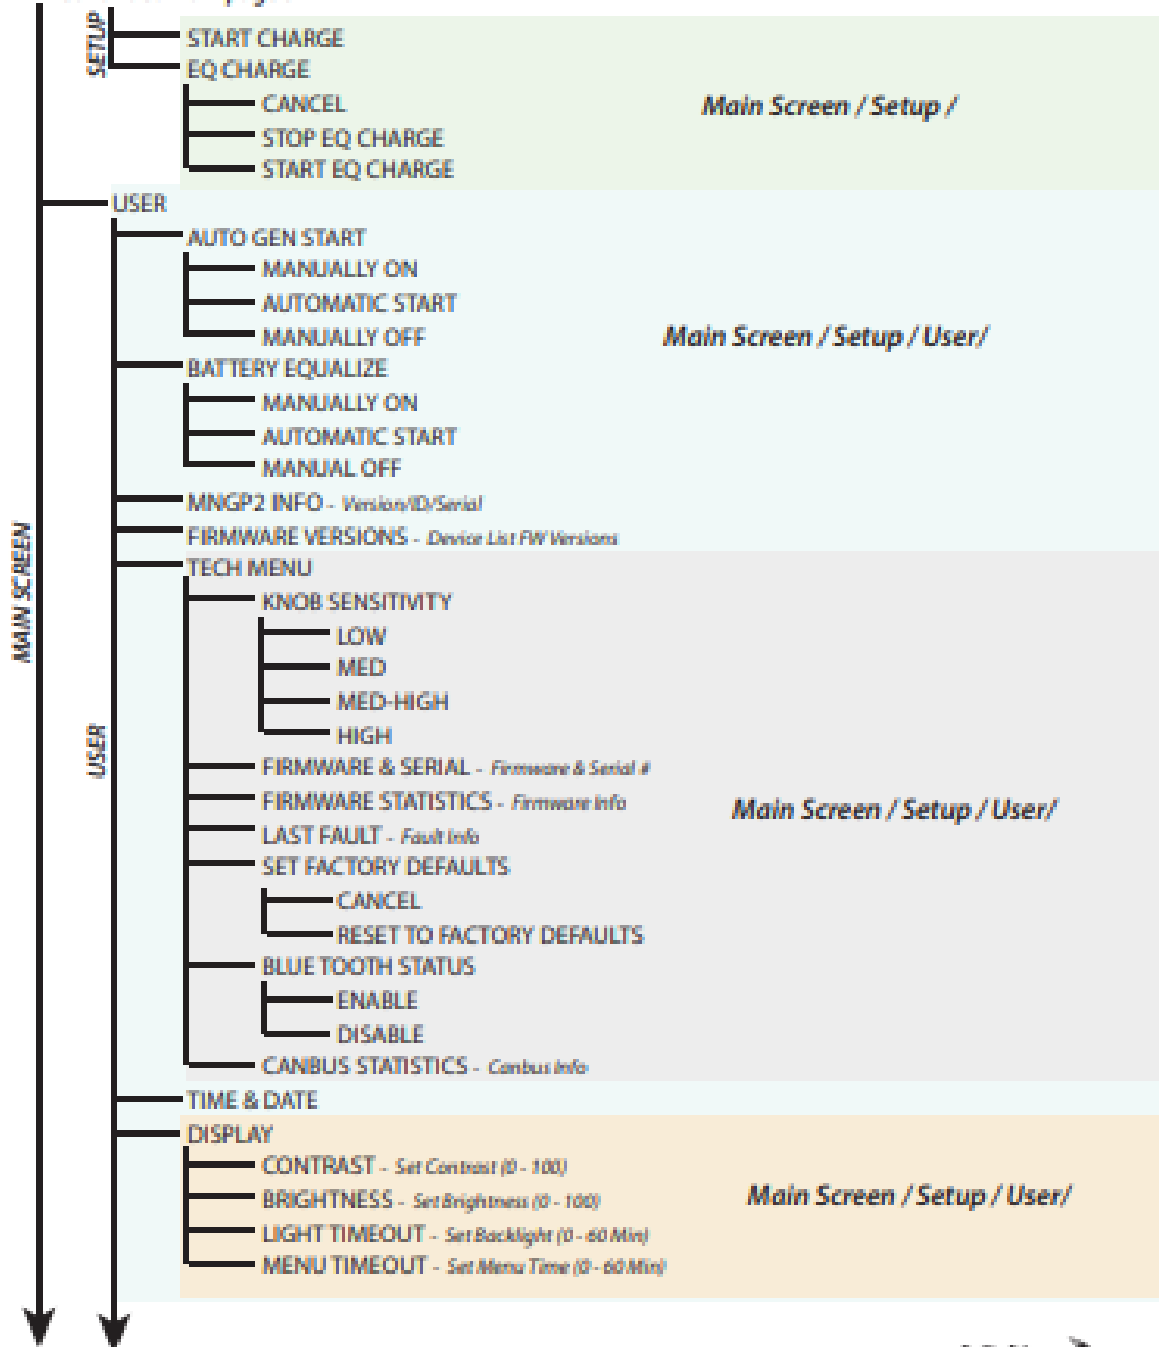 SETUP
START CHARGE
EQ CHARGE
CANCEL
Main Screen / Setup /
STOP EQ CHARGE
START EQ CHARGE
USER
AUTO GEN START
MANUALLY ON
AUTOMATIC START
MANUALLY OFF
Main Screen / Setup / User/
BATTERY EQUALIZE
MANUALLY ON
AUTOMATIC START
MANUAL OFF
MNGP2 INFO - Version/ID/Serial
FIRMWARE VERSIONS - Device List FW Versions
MAIN SCREEN
TECH MENU
KNOB SENSITIVITY
LOW
MED
MED-HIGH
HIGH
USER
FIRMWARE & SERIAL - Firmware & Serial #
FIRMWARE STATISTICS - Firmware Info
Main Screen / Setup / User/
LAST FAULT - Fault Info
SET FACTORY DEFAULTS
CANCEL
RESET TO FACTORY DEFAULTS
BLUE TOOTH STATUS
ENABLE
DISABLE
CANBUS STATISTICS - Canbus Info
TIME & DATE
DISPLAY
CONTRAST - Set Contrast (0 - 100)
BRIGHTNESS - Set Brightness (0 - 100)
Main Screen / Setup / User/
LIGHT TIMEOUT - Set Backlight (0 - 60 Min)
MENU TIMEOUT - Set Menu Time (0 - 60 Min)